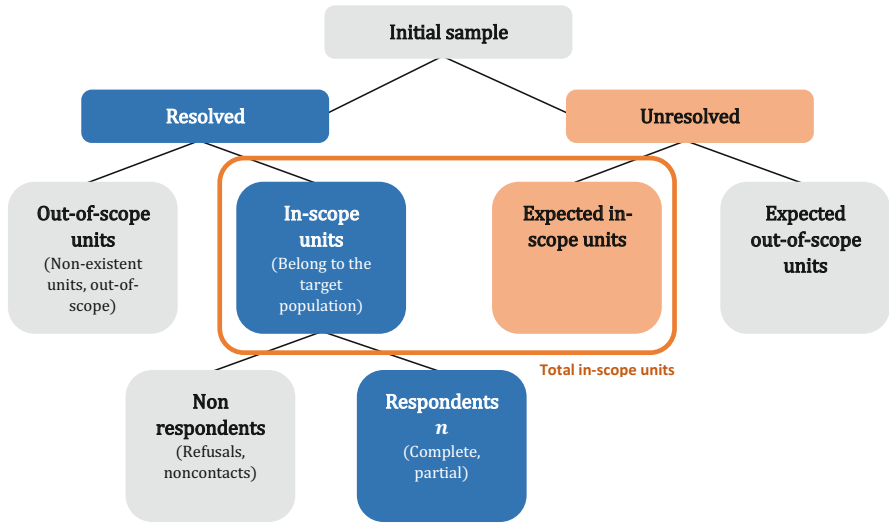 Initial sample
Resolved
Unresolved
Out-of-scope
units
(Non-existent
units, out-of-
scope)
In-scope
units
(Belong to the
target
population)
Expected in-
scope units
Expected
out-of-scope
units
Total in-scope units
Non
respondents
(Refusals,
noncontacts)
Respondents
n
(Complete,
partial)